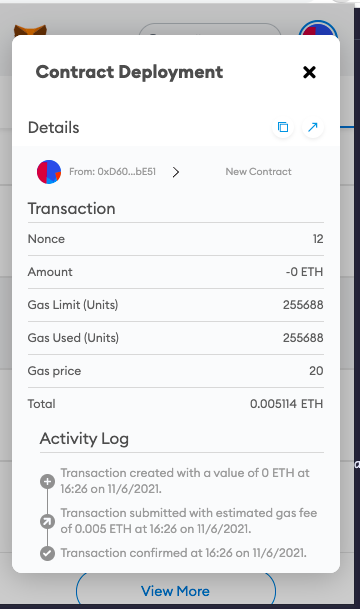 Contract Deployment
Details
From: 0xD60...bE51 > New Contract
Transaction
Nonce 12
Amount -0 ETH
Gas Limit (Units) 255688
Gas Used (Units) 255688
Gas price 20
Total 0.005114 ETH
Activity Log
Transaction created with a value of 0 ETH at
16:26 on 11/6/2021.
Transaction submitted with estimated gas fee
of 0.005 ETH at 16:26 on 11/6/2021.
Transaction confirmed at 16:26 on 11/6/2021.
View More